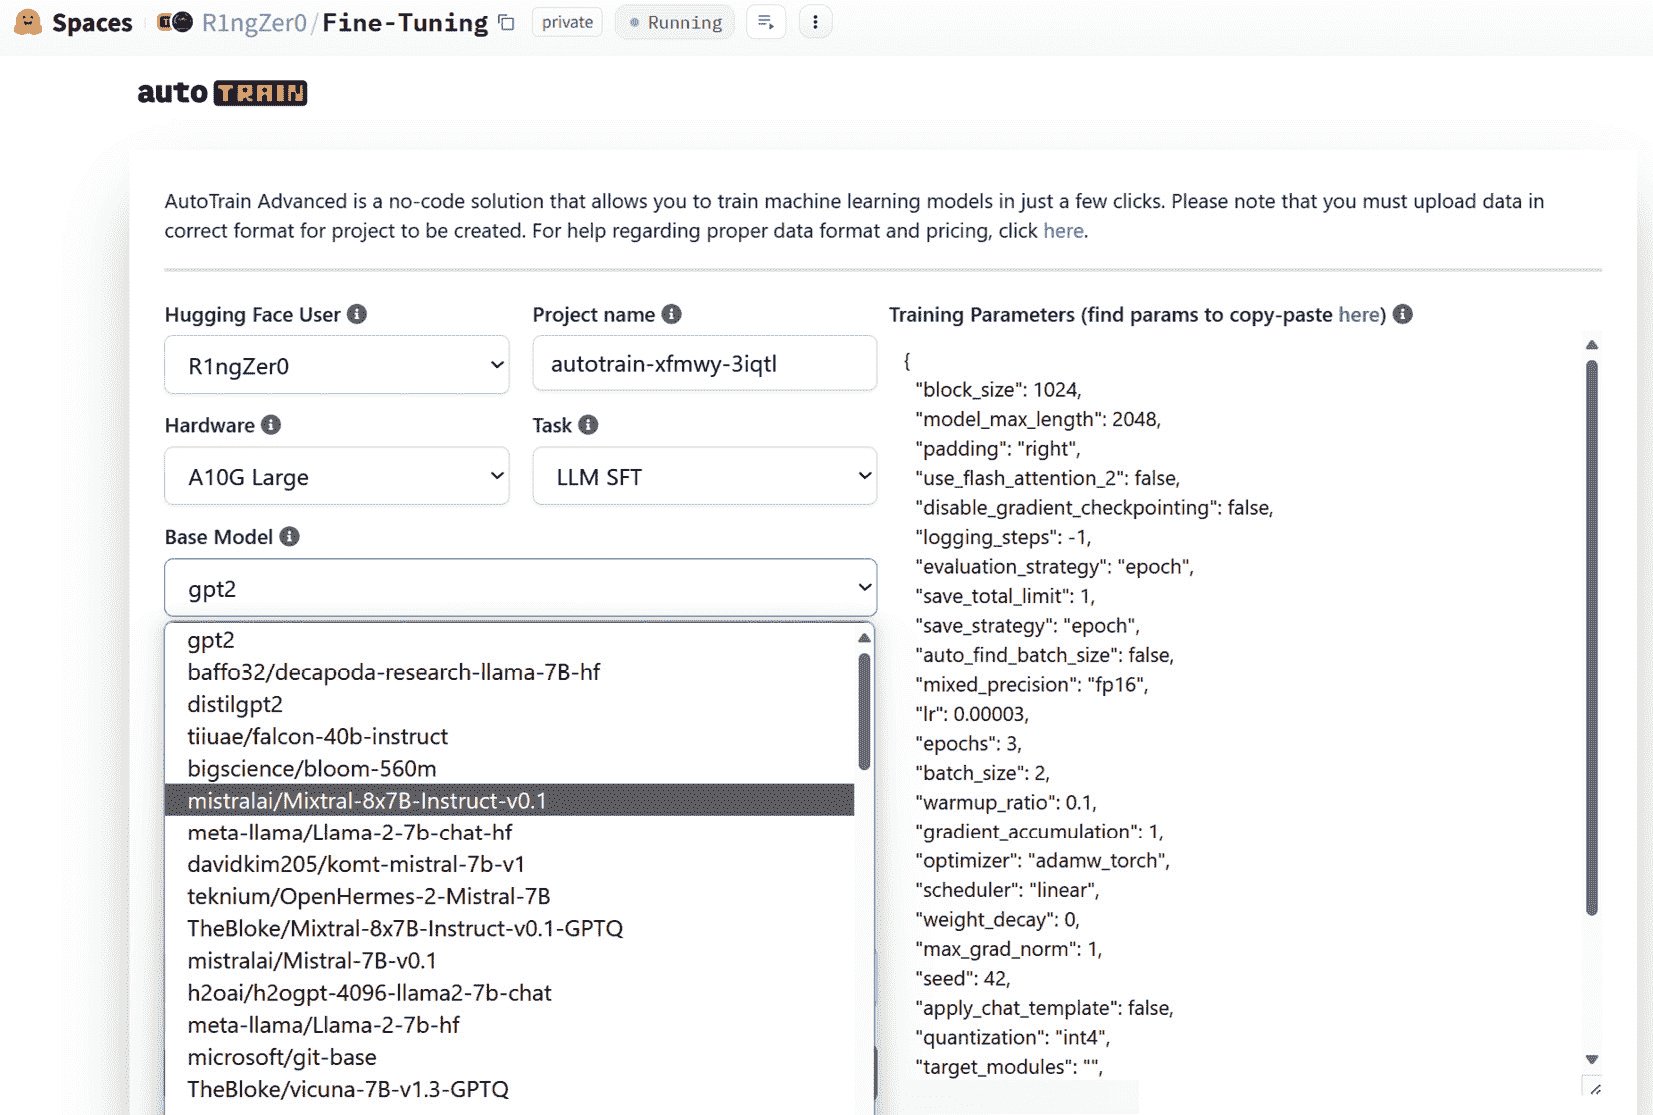 Spaces R1ngZer0/Fine-Tuning private Running
auto TRAIN
AutoTrain Advanced is a no-code solution that allows you to train machine learning models in just a few clicks. Please note that you must upload data in
correct format for project to be created. For help regarding proper data format and pricing, click here.
Hugging Face User
R1ngZer0
Project name
autotrain-xfmwy-3iqtl
Hardware
A10G Large
Task
LLM SFT
Base Model
gpt2
gpt2
baffo32/decapoda-research-llama-7B-hf
distilgpt2
tiiuae/falcon-40b-instruct
bigscience/bloom-560m
mistralai/Mixtral-8x7B-Instruct-v0.1
meta-llama/Llama-2-7b-chat-hf
davidkim205/komt-mistral-7b-v1
teknium/OpenHermes-2-Mistral-7B
TheBloke/Mixtral-8x7B-Instruct-v0.1-GPTQ
mistralai/Mistral-7B-v0.1
h2oai/h2ogpt-4096-llama2-7b-chat
meta-llama/Llama-2-7b-hf
microsoft/git-base
TheBloke/vicuna-7B-v1.3-GPTQ
Training Parameters (find params to copy-paste here)
{
"block_size": 1024,
"model_max_length": 2048,
"padding": "right",
"use_flash_attention_2": false,
"disable_gradient_checkpointing": false,
"logging_steps": -1,
"evaluation_strategy": "epoch",
"save_total_limit": 1,
"save_strategy": "epoch",
"auto_find_batch_size": false,
"mixed_precision": "fp16",
"lr": 0.00003,
"epochs": 3,
"batch_size": 2,
"warmup_ratio": 0.1,
"gradient_accumulation": 1,
"optimizer": "adamw_torch",
"scheduler": "linear",
"weight_decay": 0,
"max_grad_norm": 1,
"seed": 42,
"apply_chat_template": false,
"quantization": "int4",
"target_modules": "",